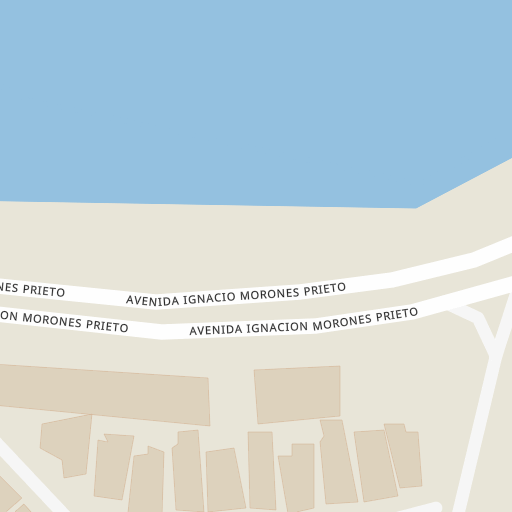 NES PRIETO
AVENIDA IGNACIO MORONES PRIETO
ON MORONES PRIETO
AVENIDA IGNACION MORONES PRIETO